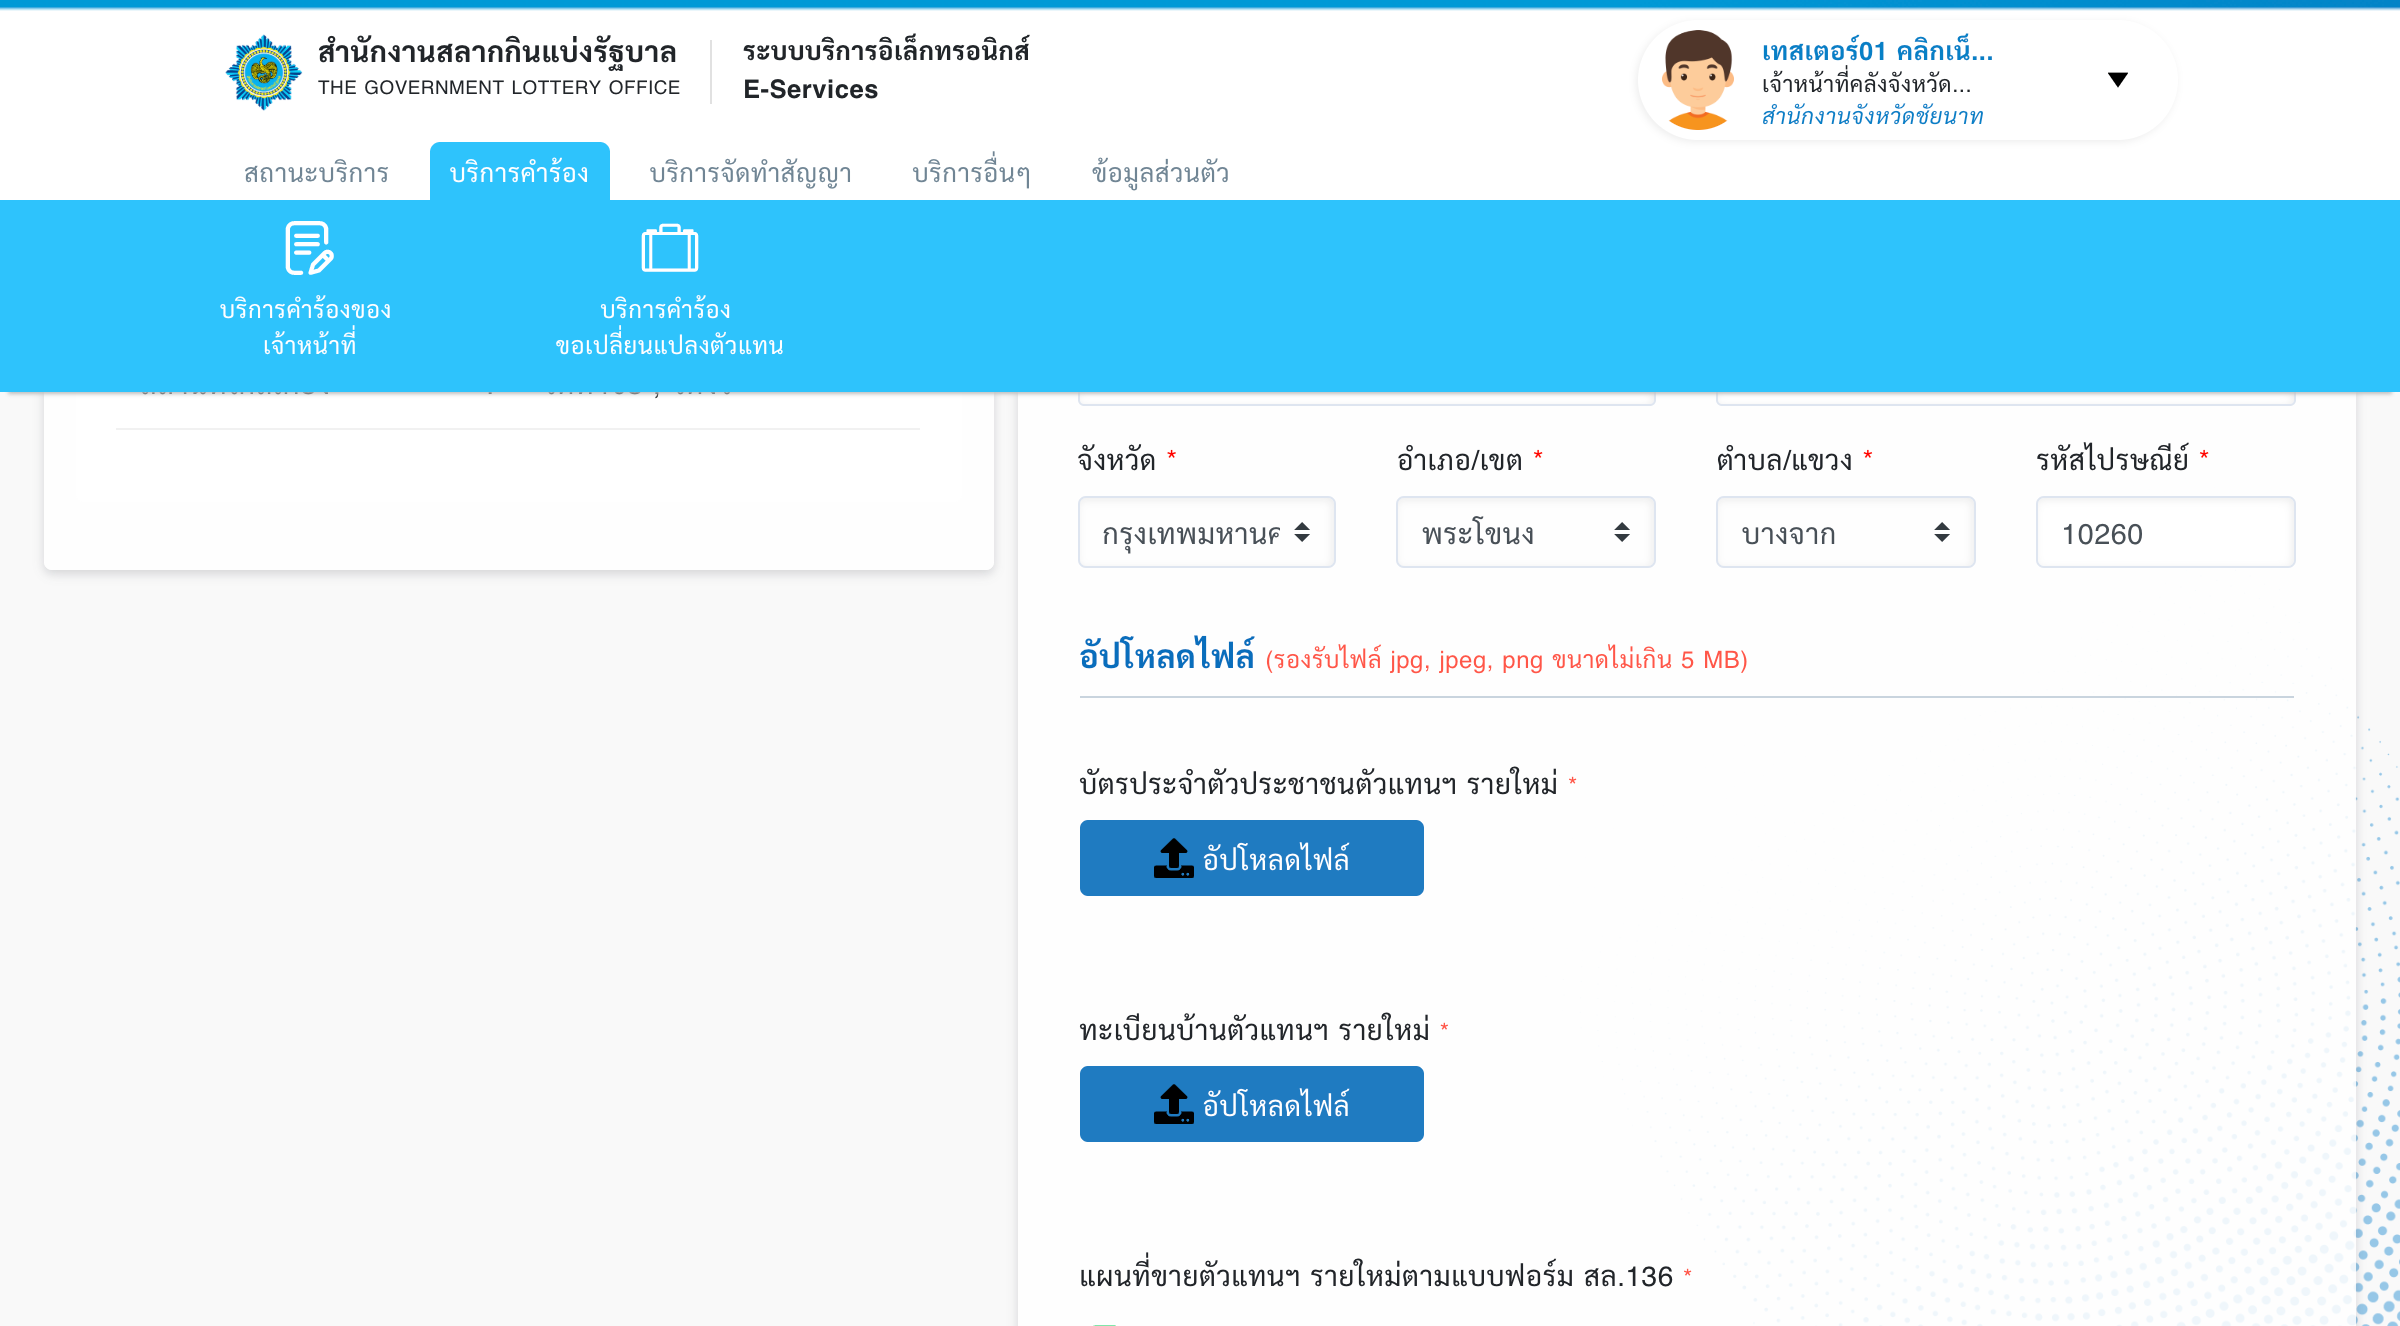 สำนักงานสลากกินแบ่งรัฐบาล
THE GOVERNMENT LOTTERY OFFICE
ระบบบริการอิเล็กทรอนิกส์
E-Services
เทสเตอร์01 คลิกเน็...
เจ้าหน้าที่คลังจังหวัด...
สำนักงานจังหวัดชัยนาท
สถานะบริการ
บริการคำร้อง
บริการจัดทำสัญญา
บริการอื่นๆ
ข้อมูลส่วนตัว
บริการคำร้องของ
เจ้าหน้าที่
บริการคำร้อง
ขอเปลี่ยนแปลงตัวแทน
จังหวัด *
อำเภอ/เขต *
ตำบล/แขวง *
รหัสไปรษณีย์ *
กรุงเทพมหานค
พระโขนง
บางจาก
10260
อัปโหลดไฟล์ (รองรับไฟล์ jpg, jpeg, png ขนาดไม่เกิน 5 MB)
บัตรประจำตัวประชาชนตัวแทนฯ รายใหม่ *
อัปโหลดไฟล์
ทะเบียนบ้านตัวแทนฯ รายใหม่ *
อัปโหลดไฟล์
แผนที่ขายตัวแทนฯ รายใหม่ตามแบบฟอร์ม สล.136 *